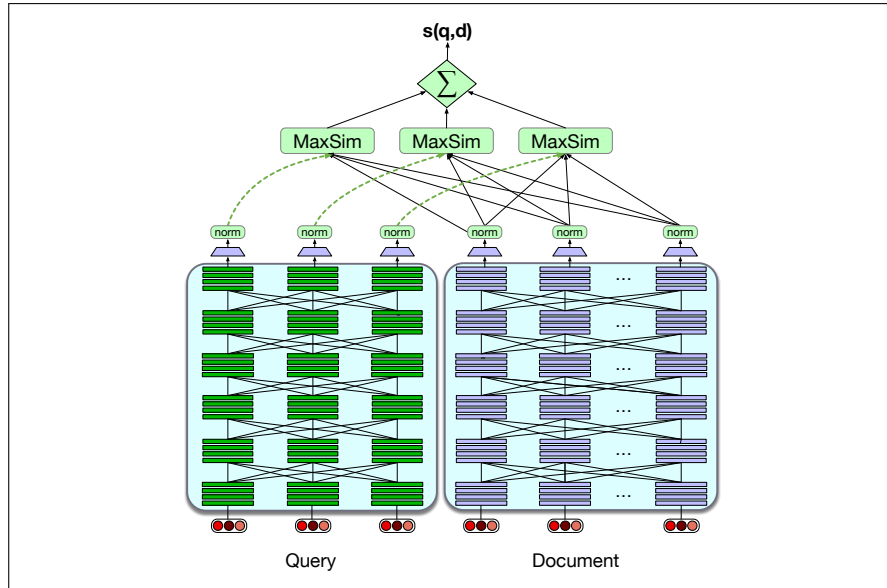 s(q,d)
∑
MaxSim MaxSim MaxSim
norm norm norm norm norm norm
...
...
...
...
...
...
Query Document